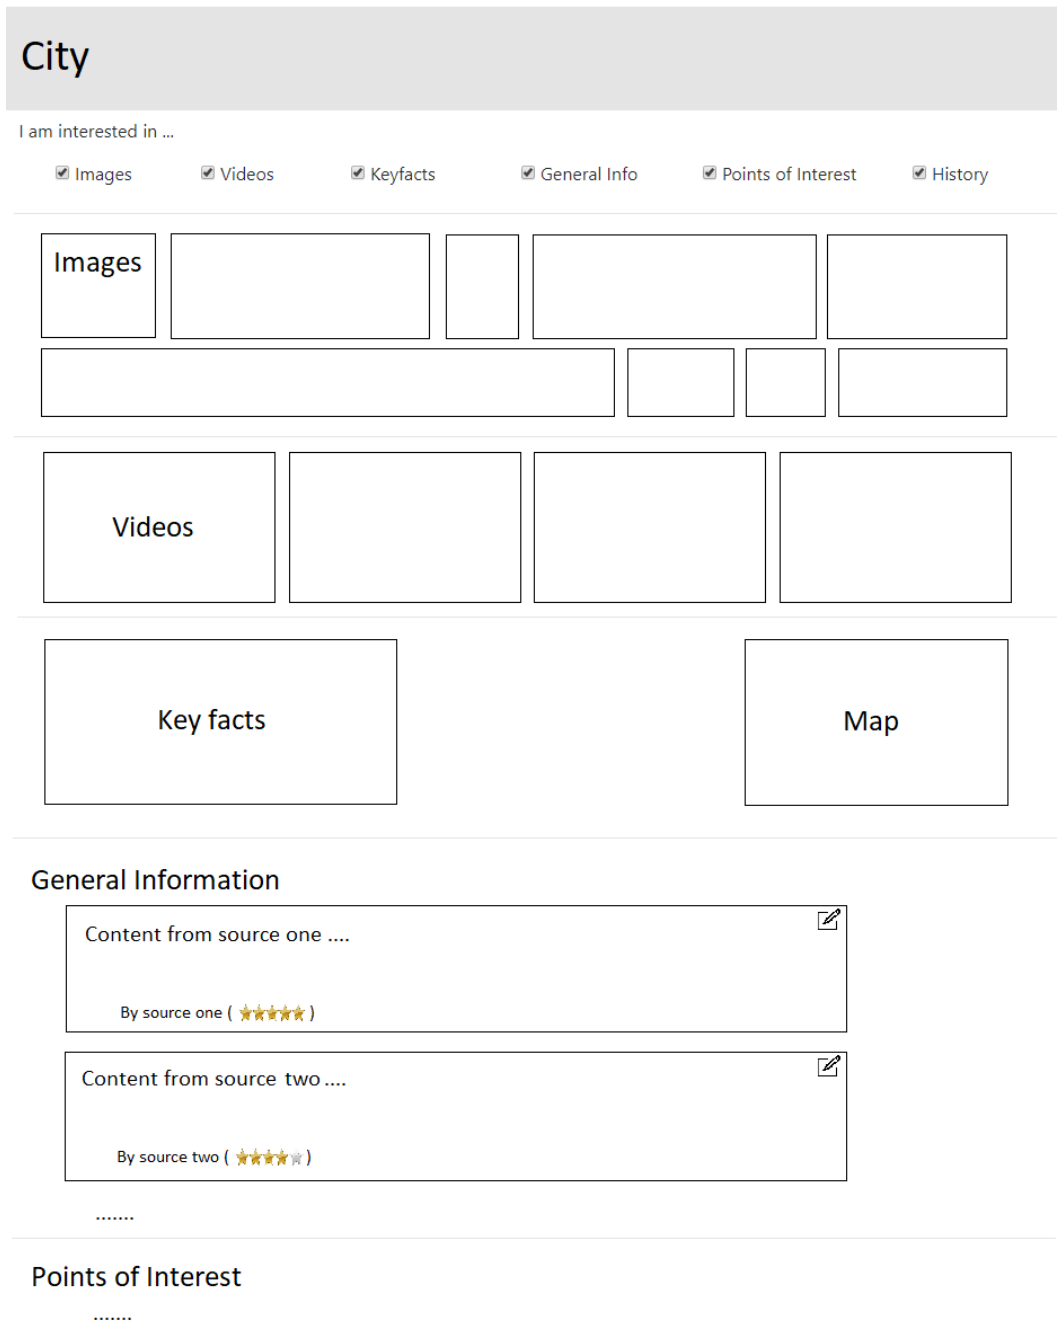 City
I am interested in ...
Images Videos Keyfacts General Info Points of Interest History
Images
Videos
Key facts Map
General Information
Content from source one ....
By source one ( )
Content from source two ....
By source two ( )
.......
Points of Interest
.......